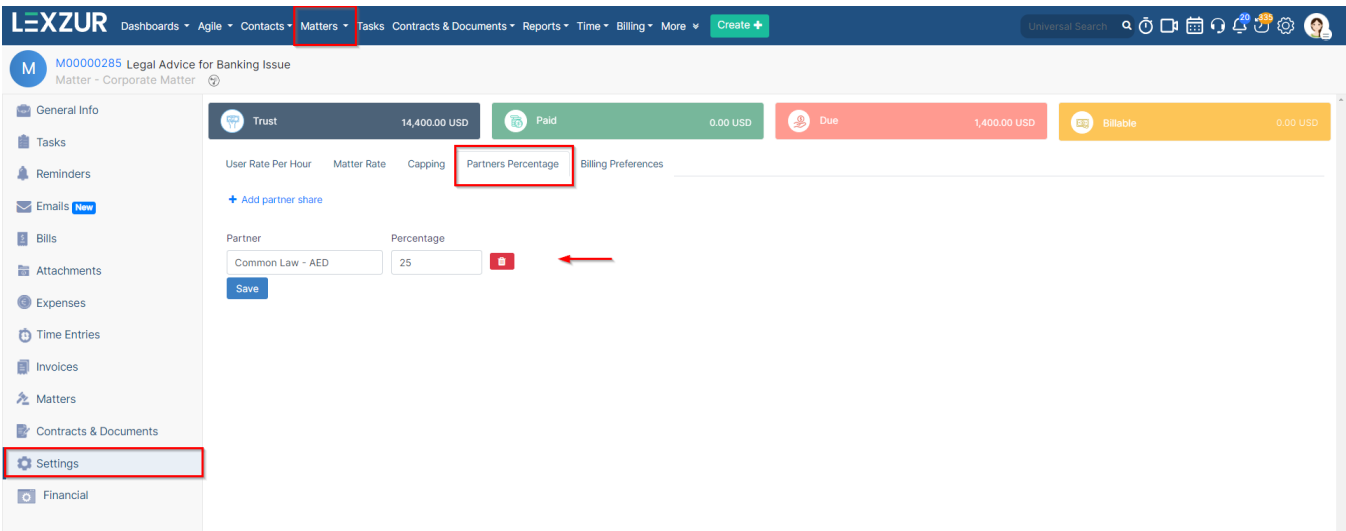 LEXZUR Dashboards Agile Contacts Matters Tasks Contracts & Documents Reports Time Billing More Create + Universal Search 20 835
M M00000285 Legal Advice for Banking Issue
Matter - Corporate Matter
General Info
Tasks
Reminders
Emails New
Bills
Attachments
Expenses
Time Entries
Invoices
Matters
Contracts & Documents
Settings
Financial
Trust 14,400.00 USD Paid 0.00 USD Due 1,400.00 USD Billable 0.00 USD
User Rate Per Hour Matter Rate Capping Partners Percentage Billing Preferences
+ Add partner share
Partner Percentage
Common Law - AED 25
Save